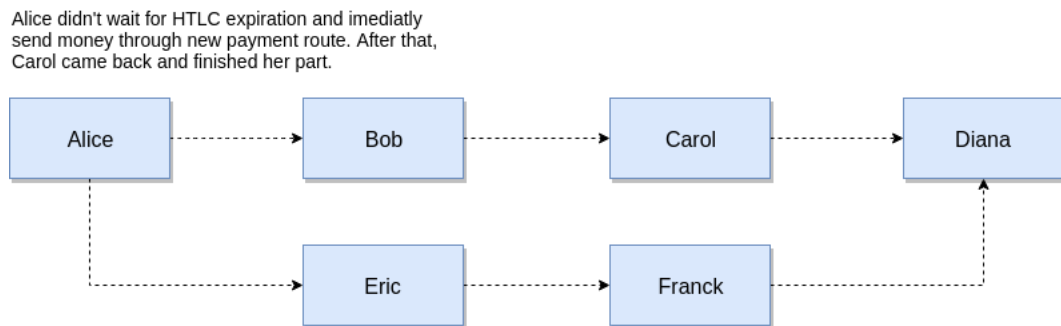 Alice didn't wait for HTLC expiration and imediatly
send money through new payment route. After that,
Carol came back and finished her part.
Alice
Bob
Carol
Diana
Eric
Franck